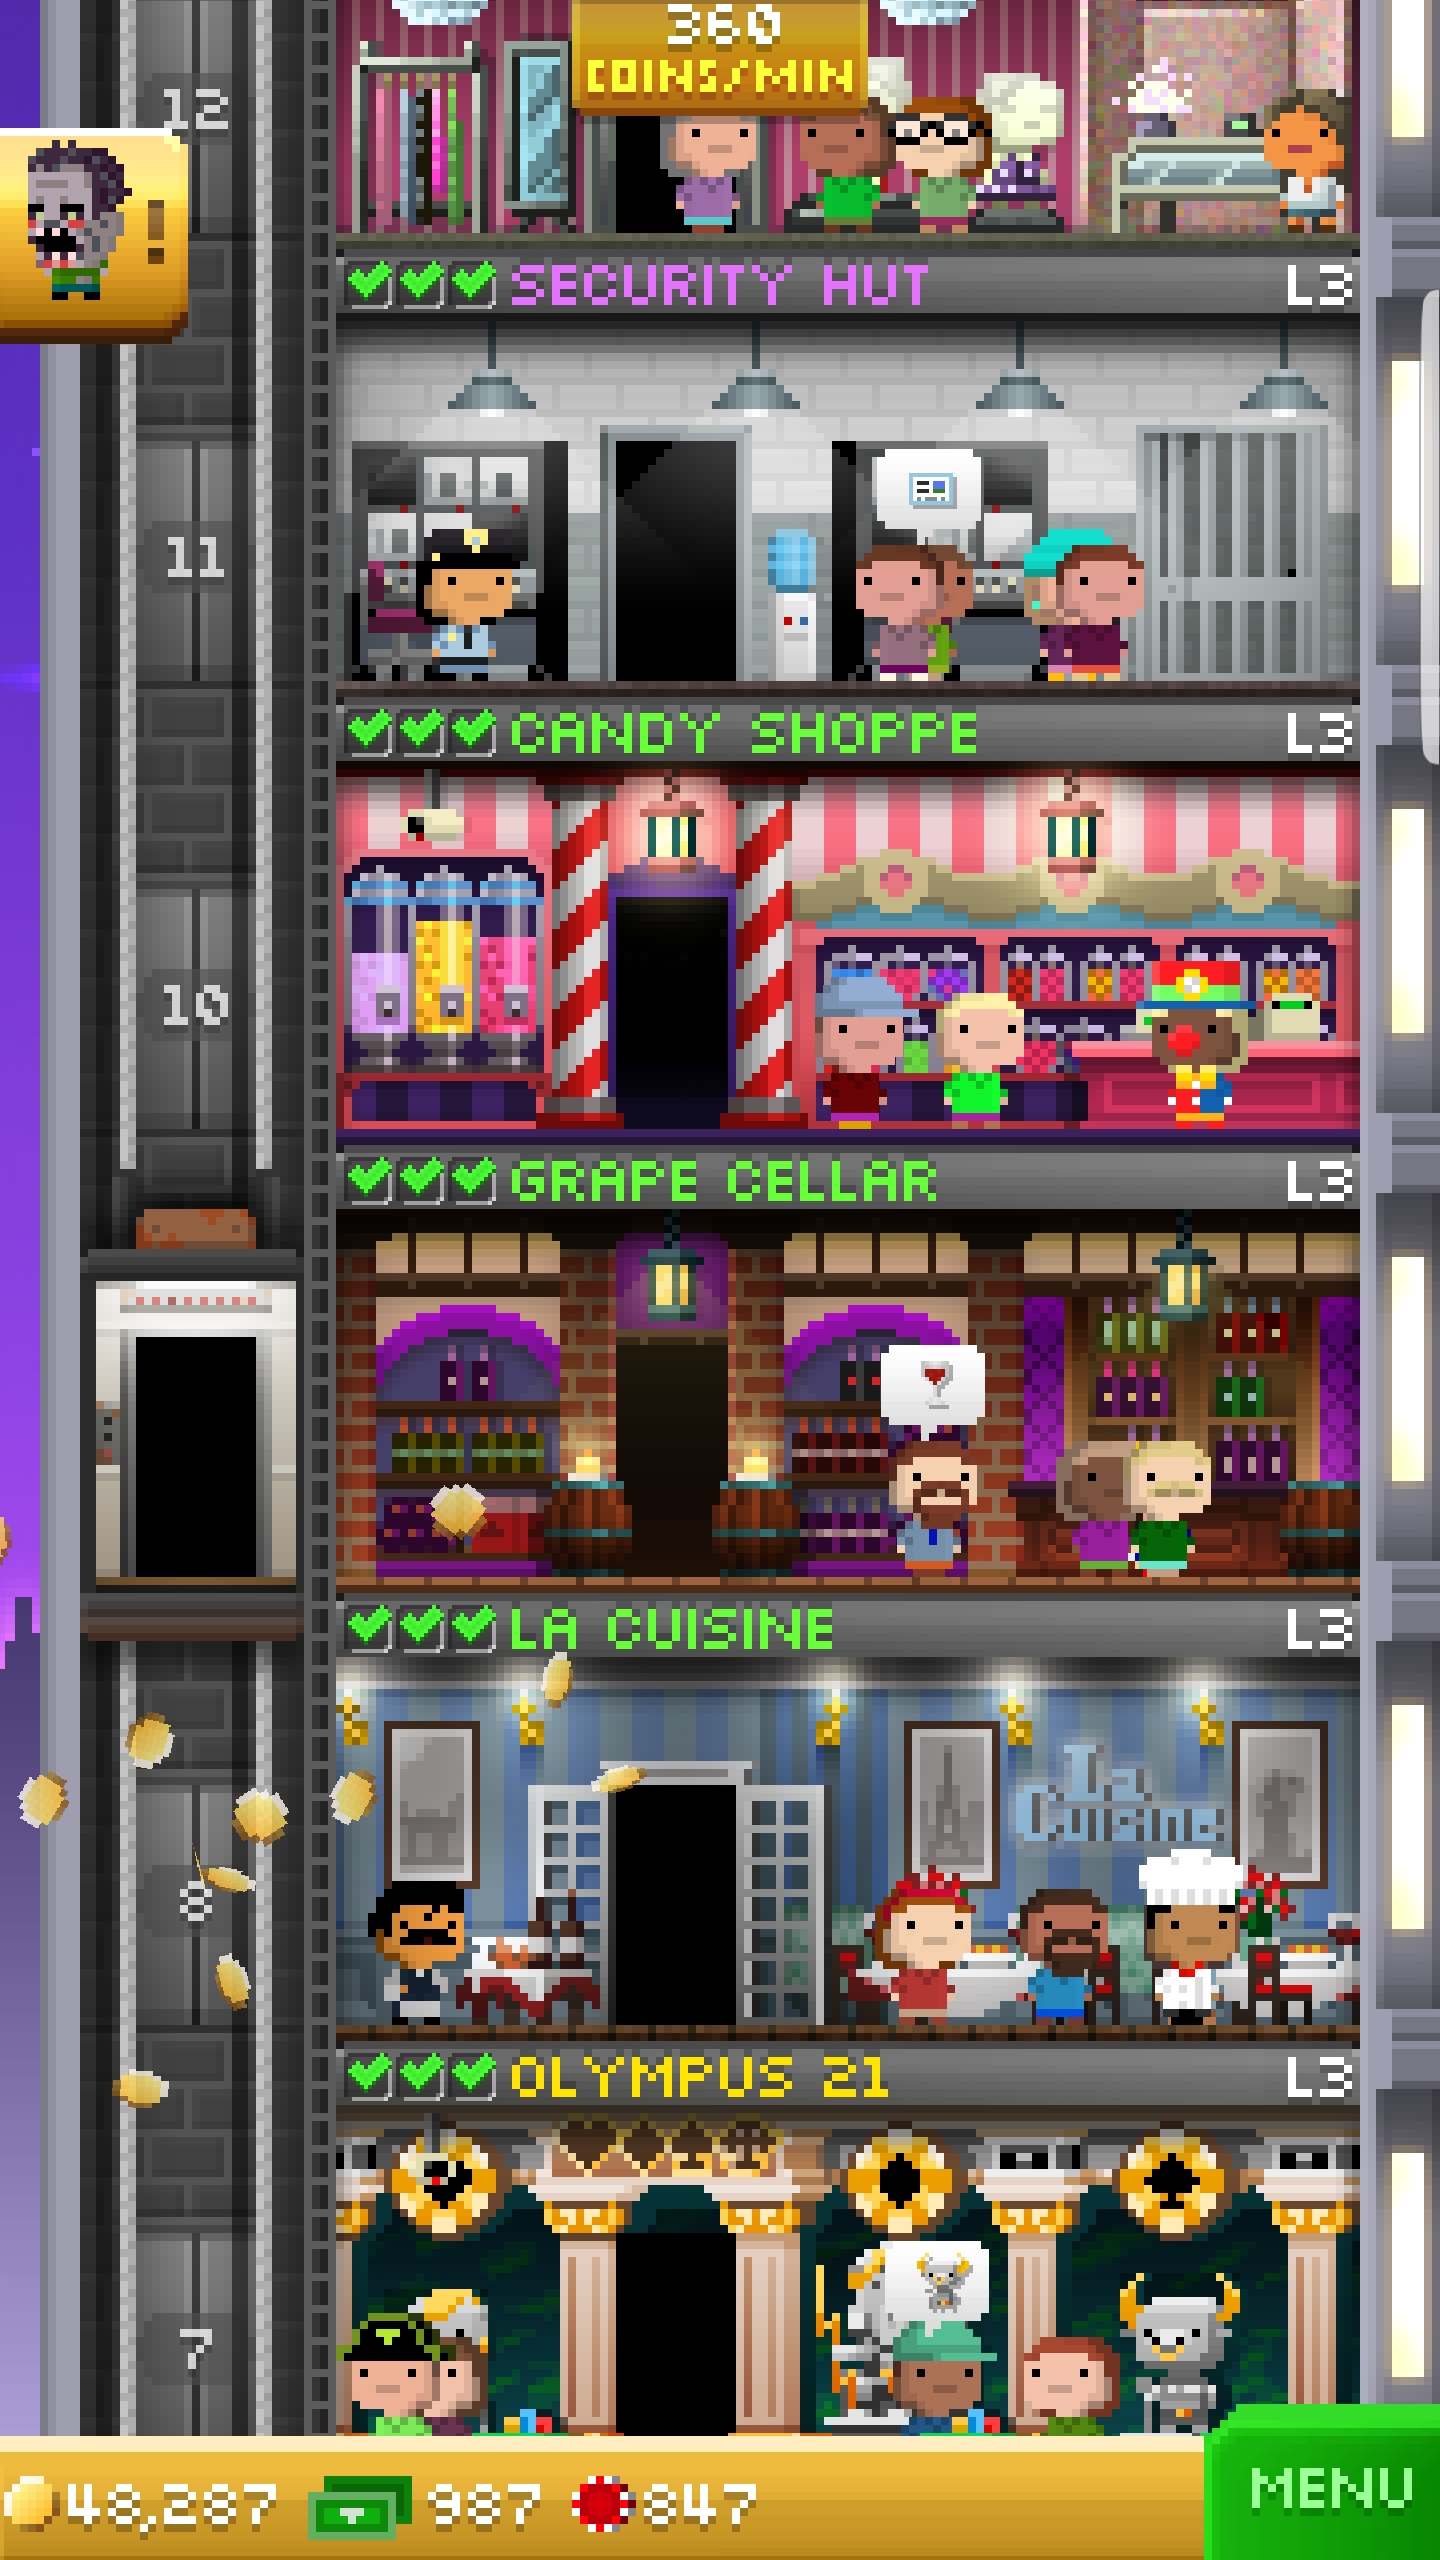 360
COINS/MIN
12
!
SECURITY HUT L3
11
CANDY SHOPPE L3
10
GRAPE CELLAR L3
LA CUISINE L3
La
Cuisine
8
OLYMPUS 21 L3
7
48,287 987 847
MENU